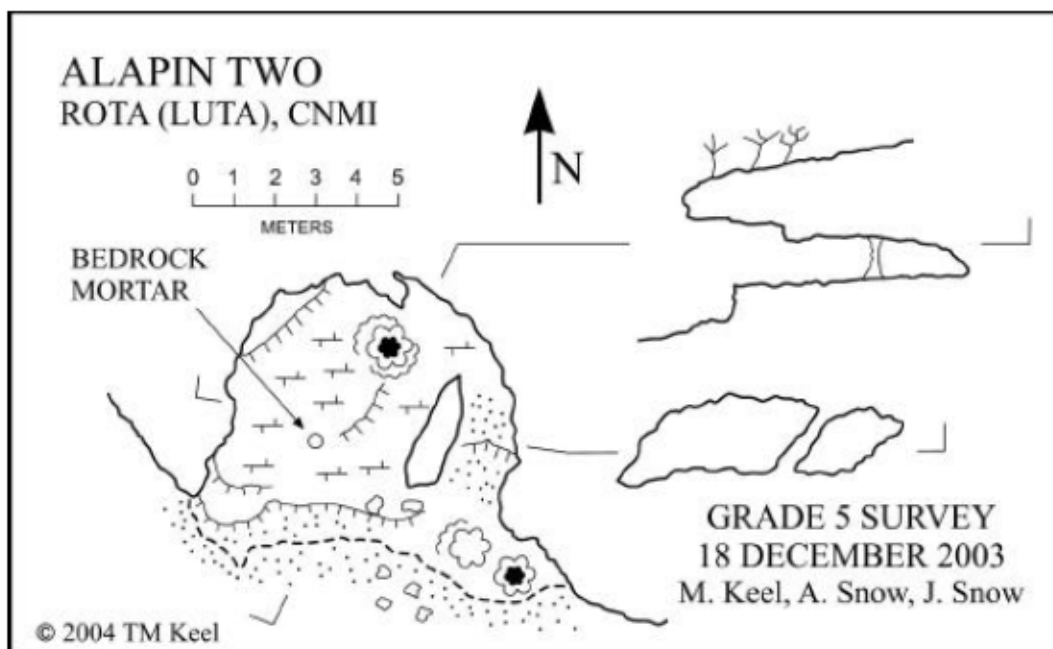 ALAPIN TWO
ROTA (LUTA), CNMI
N
0 1 2 3 4 5
METERS
BEDROCK
MORTAR
GRADE 5 SURVEY
18 DECEMBER 2003
M. Keel, A. Snow, J. Snow
© 2004 TM Keel